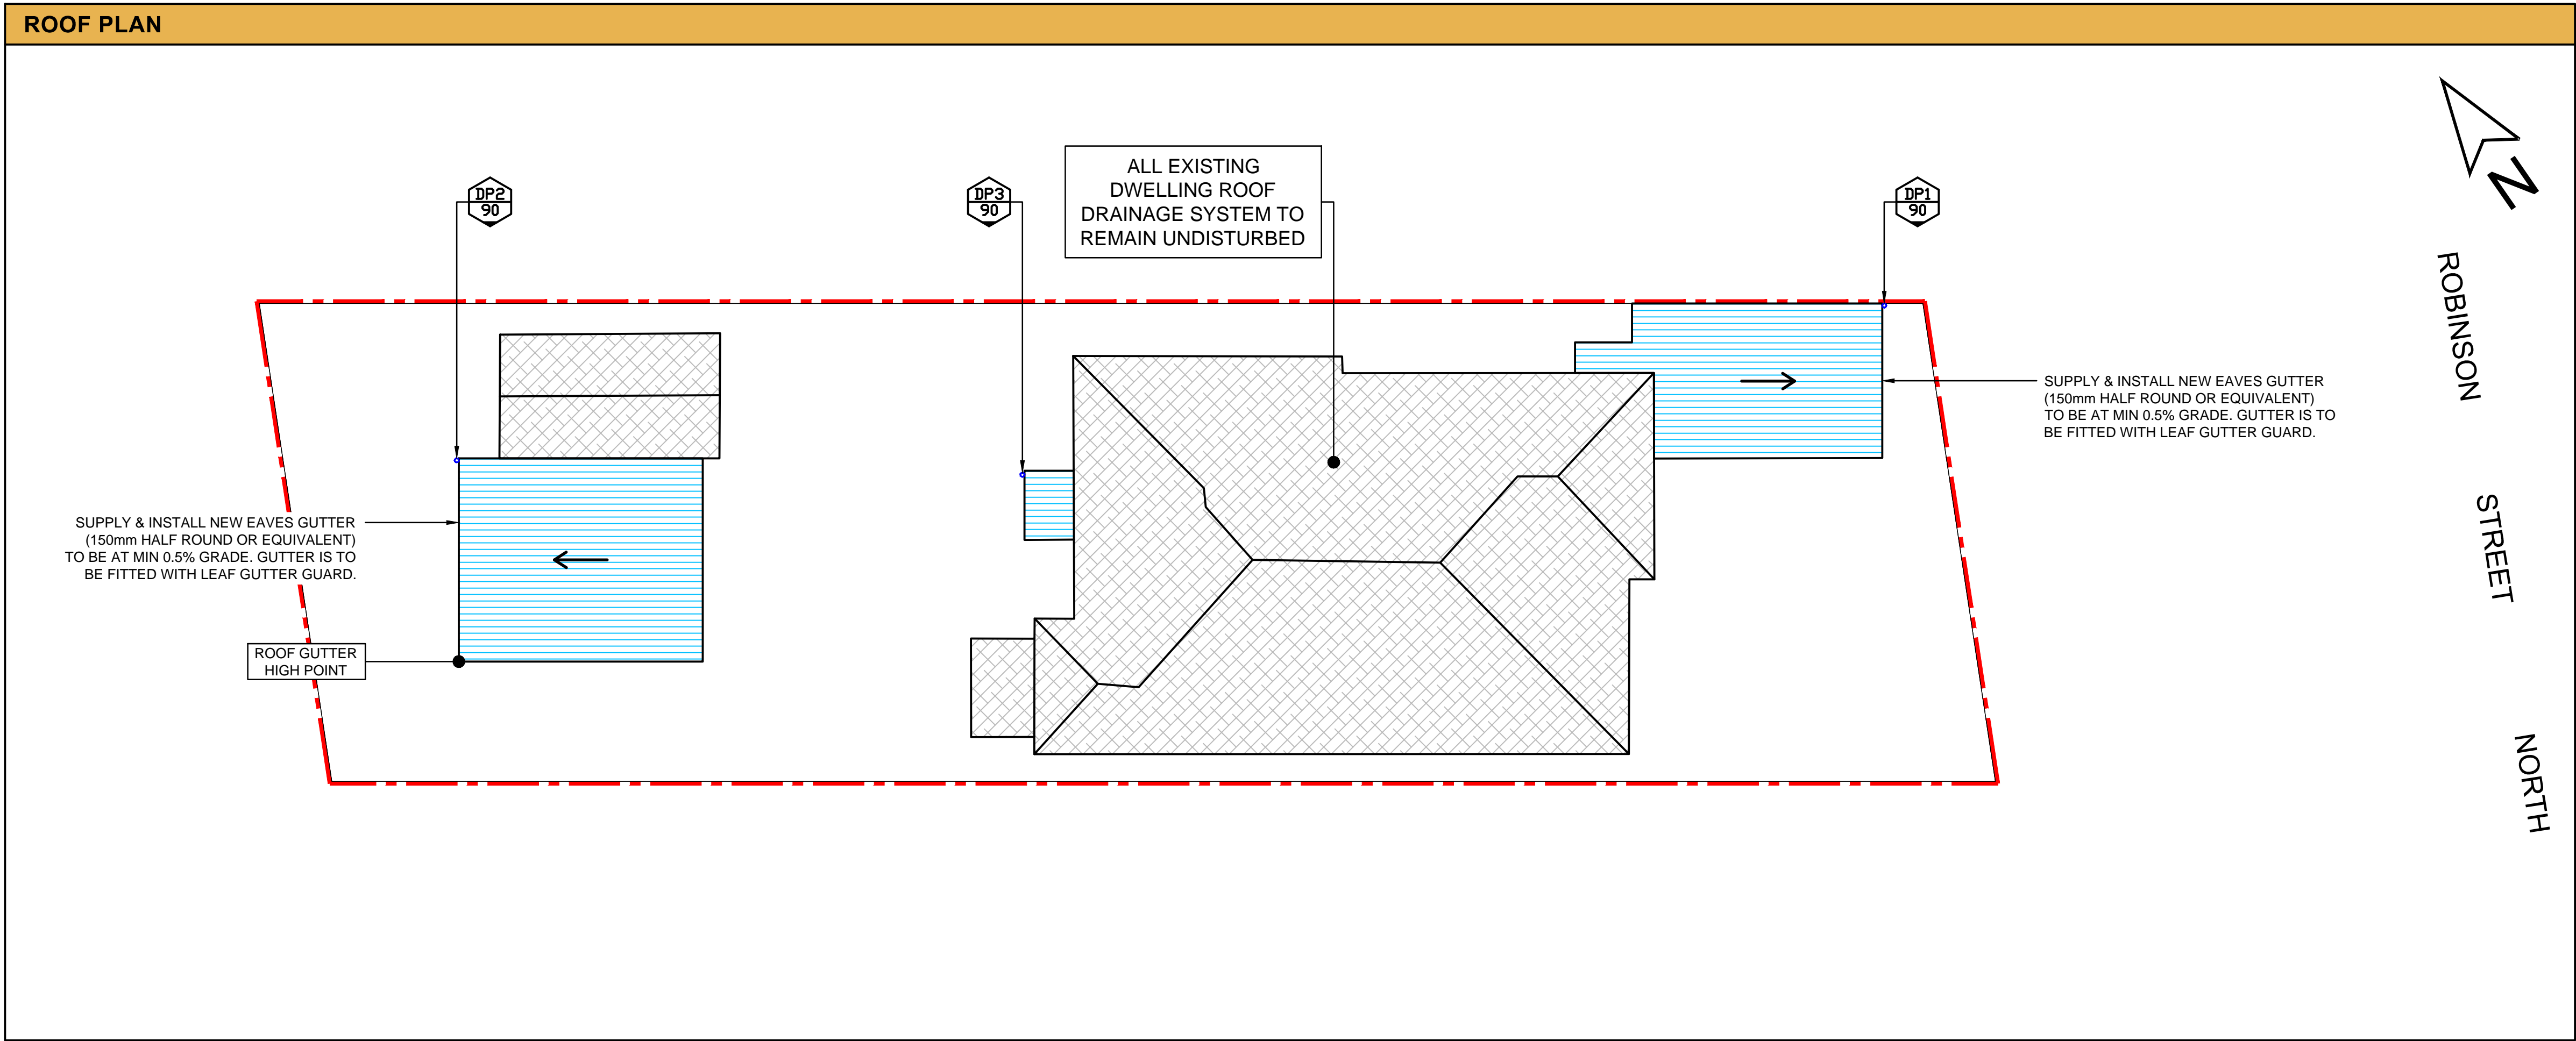 ROOF PLAN
DP2
90
DP3
90
ALL EXISTING
DWELLING ROOF
DRAINAGE SYSTEM TO
REMAIN UNDISTURBED
DP1
90
N
ROBINSON
STREET
NORTH
SUPPLY & INSTALL NEW EAVES GUTTER
(150mm HALF ROUND OR EQUIVALENT)
TO BE AT MIN 0.5% GRADE. GUTTER IS TO
BE FITTED WITH LEAF GUTTER GUARD.
SUPPLY & INSTALL NEW EAVES GUTTER
(150mm HALF ROUND OR EQUIVALENT)
TO BE AT MIN 0.5% GRADE. GUTTER IS TO
BE FITTED WITH LEAF GUTTER GUARD.
ROOF GUTTER
HIGH POINT